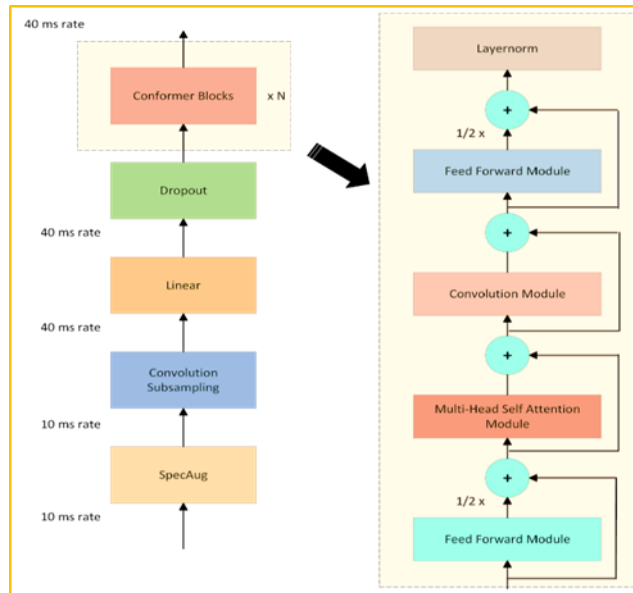 40 ms rate
Conformer Blocks
x N
Dropout
40 ms rate
Linear
40 ms rate
Convolution
Subsampling
10 ms rate
SpecAug
10 ms rate
Layernorm
+
1/2 x
Feed Forward Module
+
Convolution Module
+
Multi-Head Self Attention
Module
+
1/2 x
Feed Forward Module